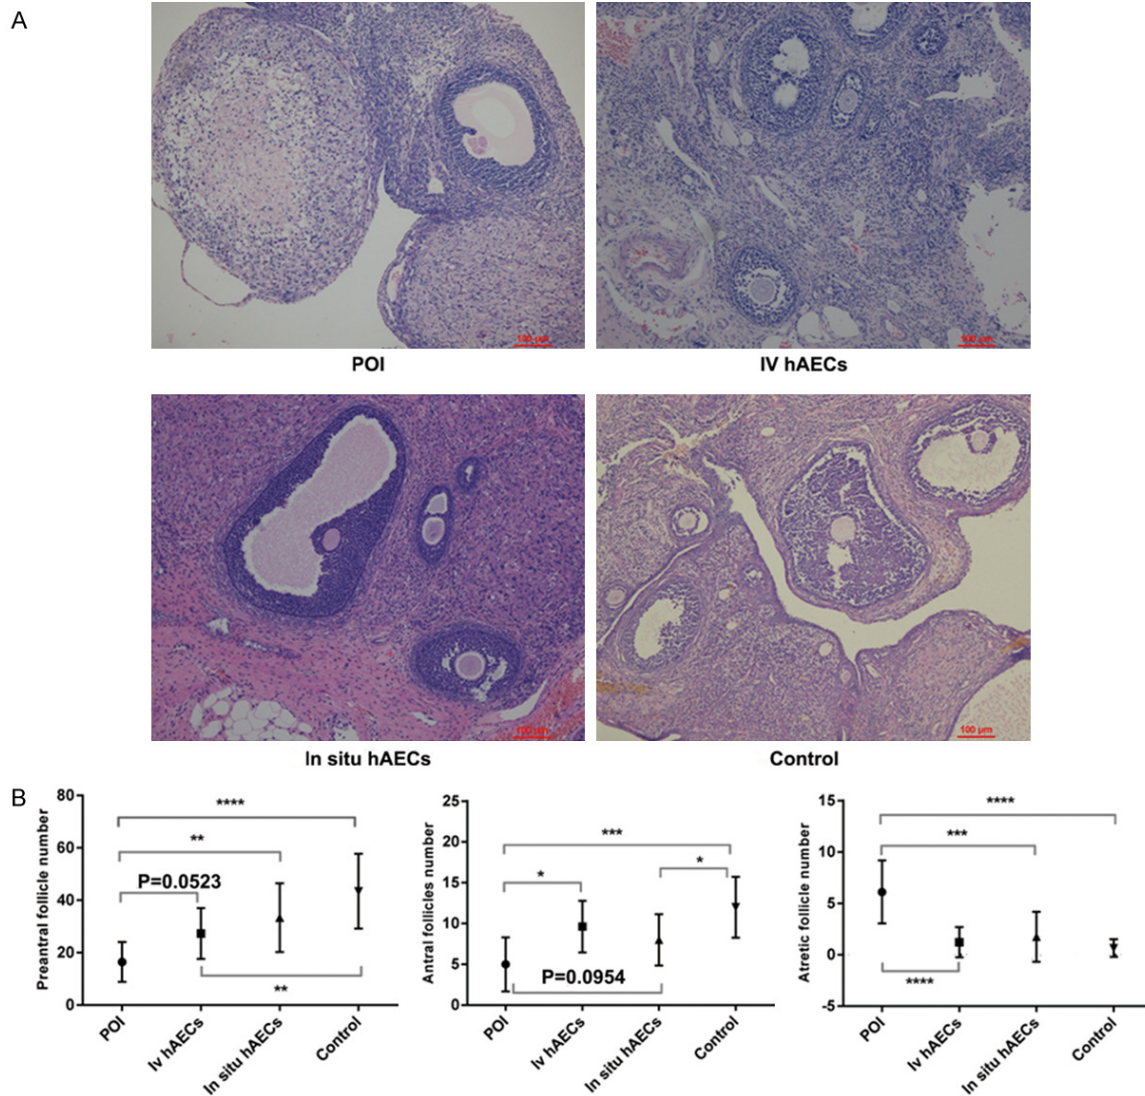 A
100 µm
100 µm
POI
IV hAECs
100 µm
100 µm
In situ hAECs
Control
B
Preantral follicle number
80
60
40
20
0
****
**
P=0.0523
**
POI
Iv hAECs
In situ hAECs
Control
Antral follicles number
25
20
15
10
5
0
***
*
*
P=0.0954
POI
Iv hAECs
In situ hAECs
Control
Atretic follicle number
15
10
5
0
-5
****
***
****
POI
Iv hAECs
In situ hAECs
Control